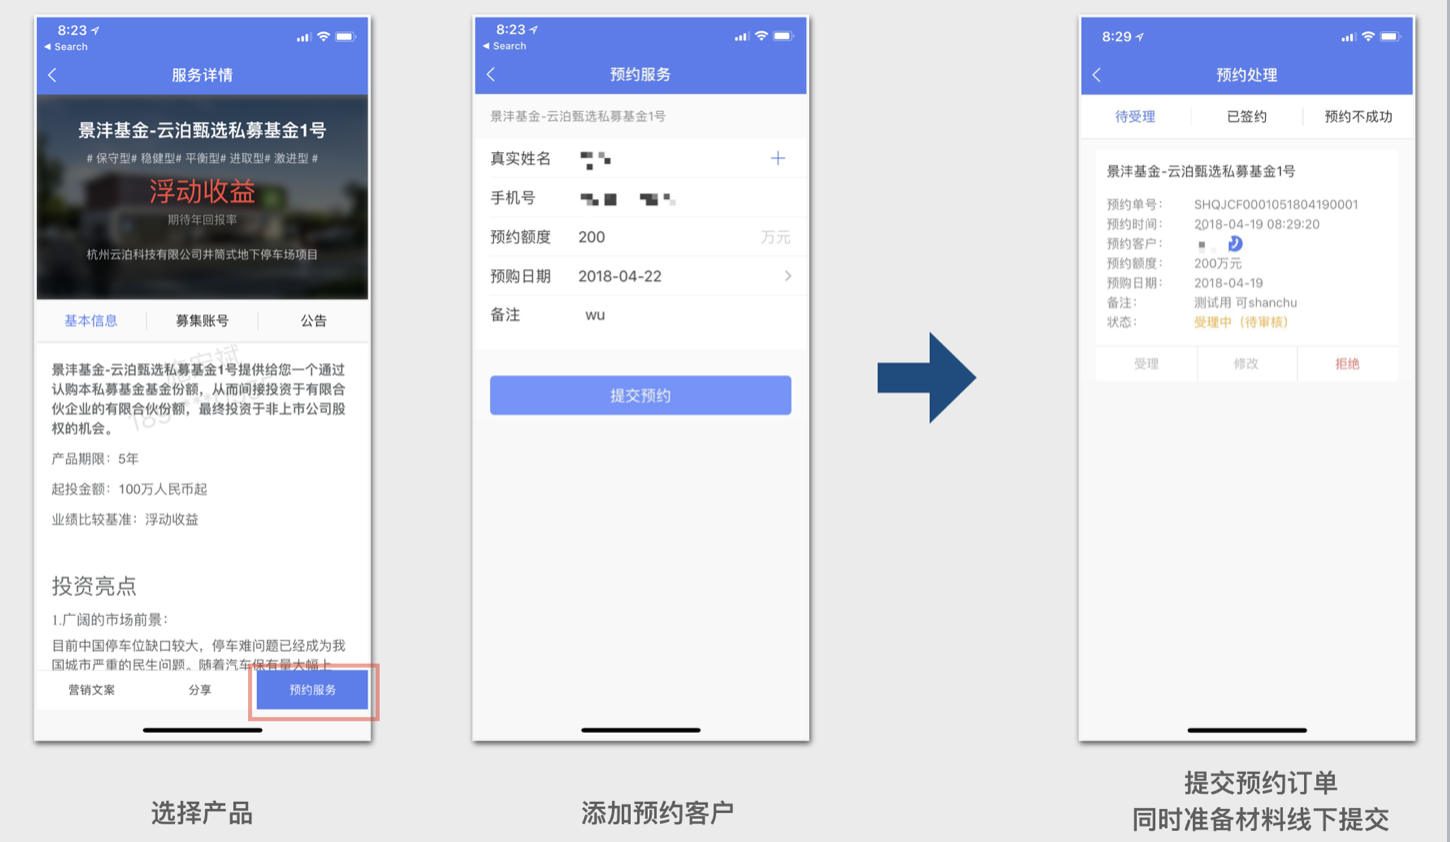 8:23
Search
服务详情
景沣基金-云泊甄选私募基金1号
# 保守型# 稳健型# 平衡型# 进取型# 激进型 #
浮动收益
期待年回报率
杭州云泊科技有限公司井筒式地下停车场项目
基本信息
募集账号
公告
景沣基金-云泊甄选私募基金1号提供给您一个通过
认购本私募基金基金份额，从而间接投资于有限合
伙企业的有限合伙份额，最终投资于非上市公司股
权的机会。
产品期限：5年
起投金额：100万人民币起
业绩比较基准：浮动收益
投资亮点
1.广阔的市场前景：
目前中国停车位缺口较大，停车难问题已经成为我
国城市严重的民生问题。随着汽车保有量大幅上
营销文案
分享
预约服务
选择产品
8:23
Search
预约服务
景沣基金-云泊甄选私募基金1号
真实姓名
手机号
预约额度 200 万元
预购日期 2018-04-22
备注 wu
提交预约
添加预约客户
8:29
预约处理
待受理
已签约
预约不成功
景沣基金-云泊甄选私募基金1号
预约单号： SHQJCF0001051804190001
预约时间： 2018-04-19 08:29:20
预约客户：
预约额度： 200万元
预购日期： 2018-04-19
备注： 测试用 可shanchu
状态： 受理中（待审核）
受理
修改
拒绝
提交预约订单
同时准备材料线下提交